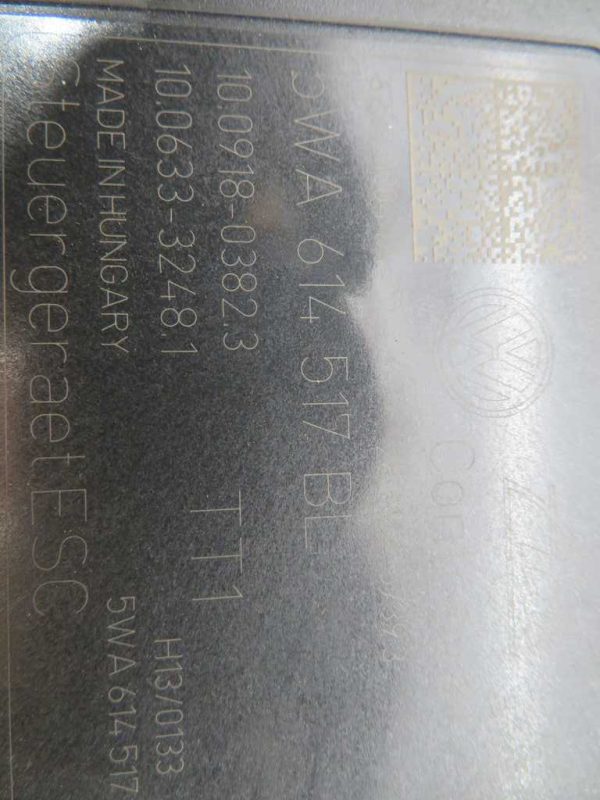 5WA 614 517 BL
10.0918-0382.3 TT1
10.0633-3248.1 H13/0133
MADE IN HUNGARY 5WA 614 517
Steuergeraet ESC